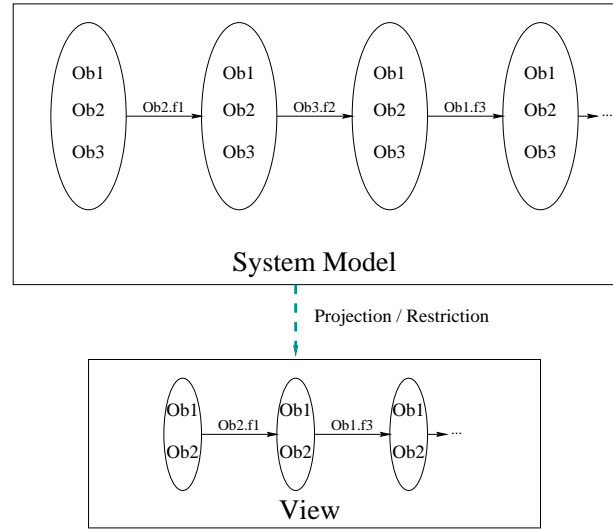 Ob1 Ob1 Ob1 Ob1
Ob2 Ob2.f1 Ob2 Ob3.f2 Ob2 Ob1.f3 Ob2 ...
Ob3 Ob3 Ob3 Ob3
System Model
Projection / Restriction
Ob1 Ob2.f1 Ob1 Ob1.f3 Ob1 ...
Ob2 Ob2 Ob2
View